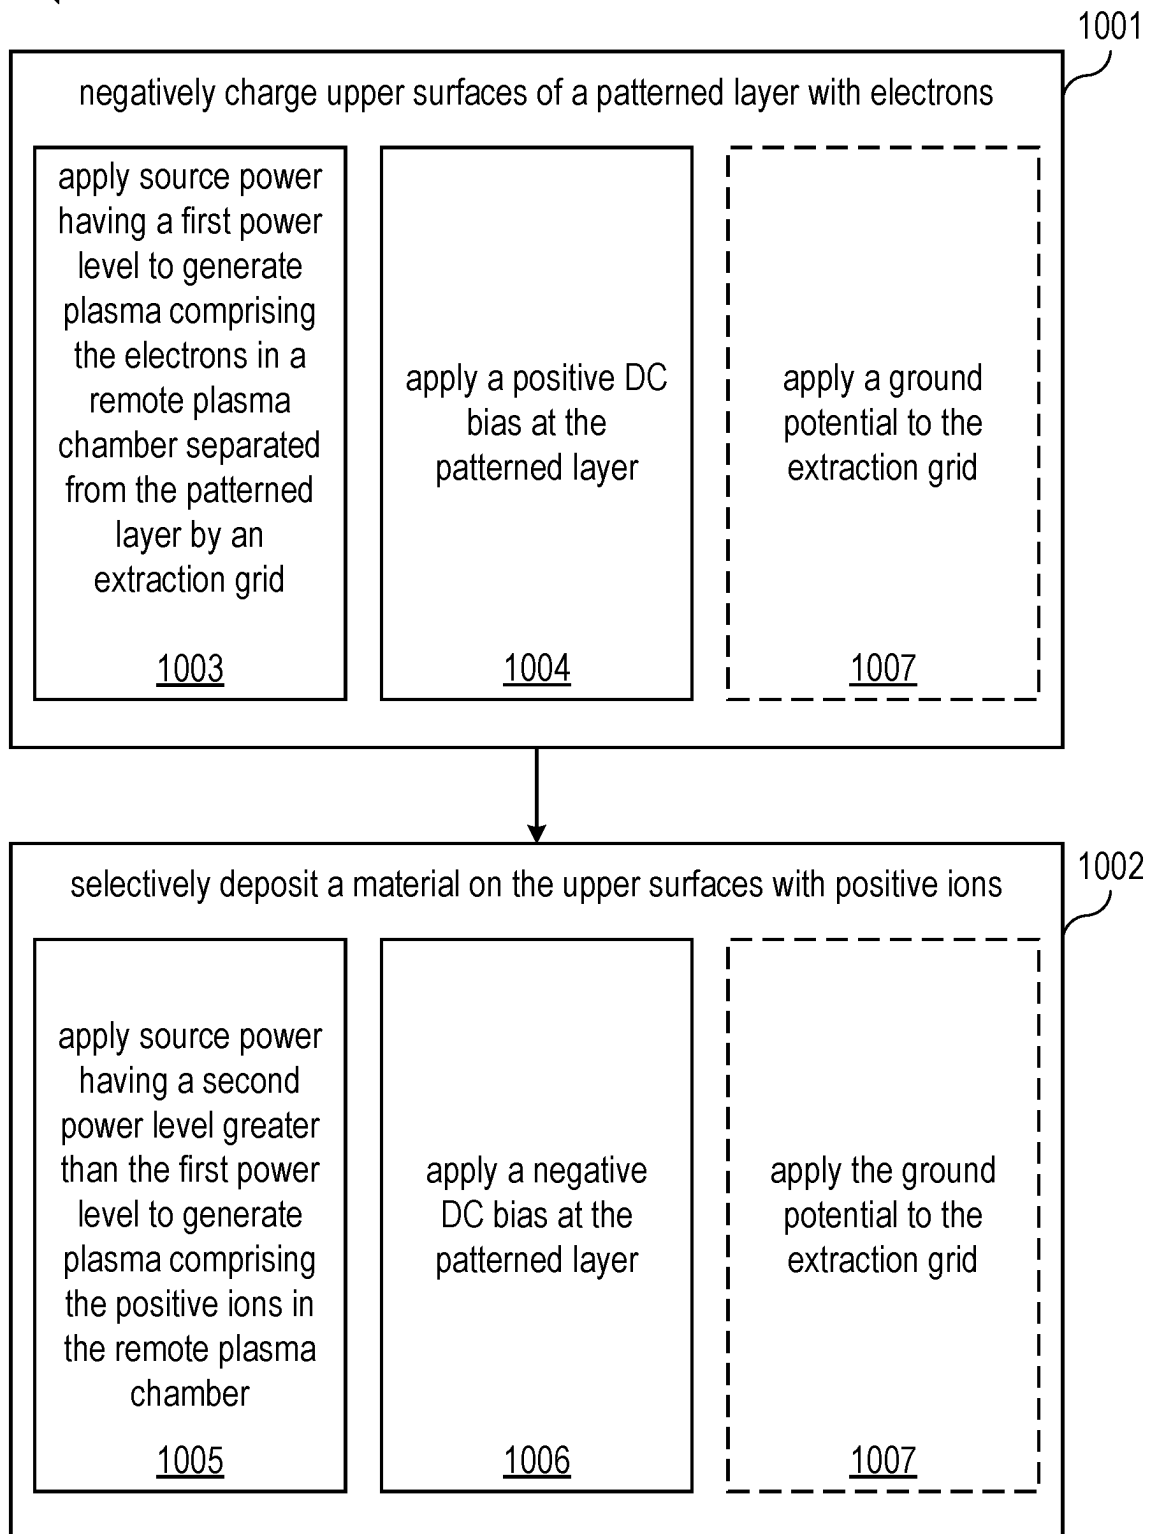 1001
negatively charge upper surfaces of a patterned layer with electrons
apply source power
having a first power
level to generate
plasma comprising
the electrons in a
remote plasma
chamber separated
from the patterned
layer by an
extraction grid
1003
apply a positive DC
bias at the
patterned layer
1004
apply a ground
potential to the
extraction grid
1007
1002
selectively deposit a material on the upper surfaces with positive ions
apply source power
having a second
power level greater
than the first power
level to generate
plasma comprising
the positive ions in
the remote plasma
chamber
1005
apply a negative
DC bias at the
patterned layer
1006
apply the ground
potential to the
extraction grid
1007